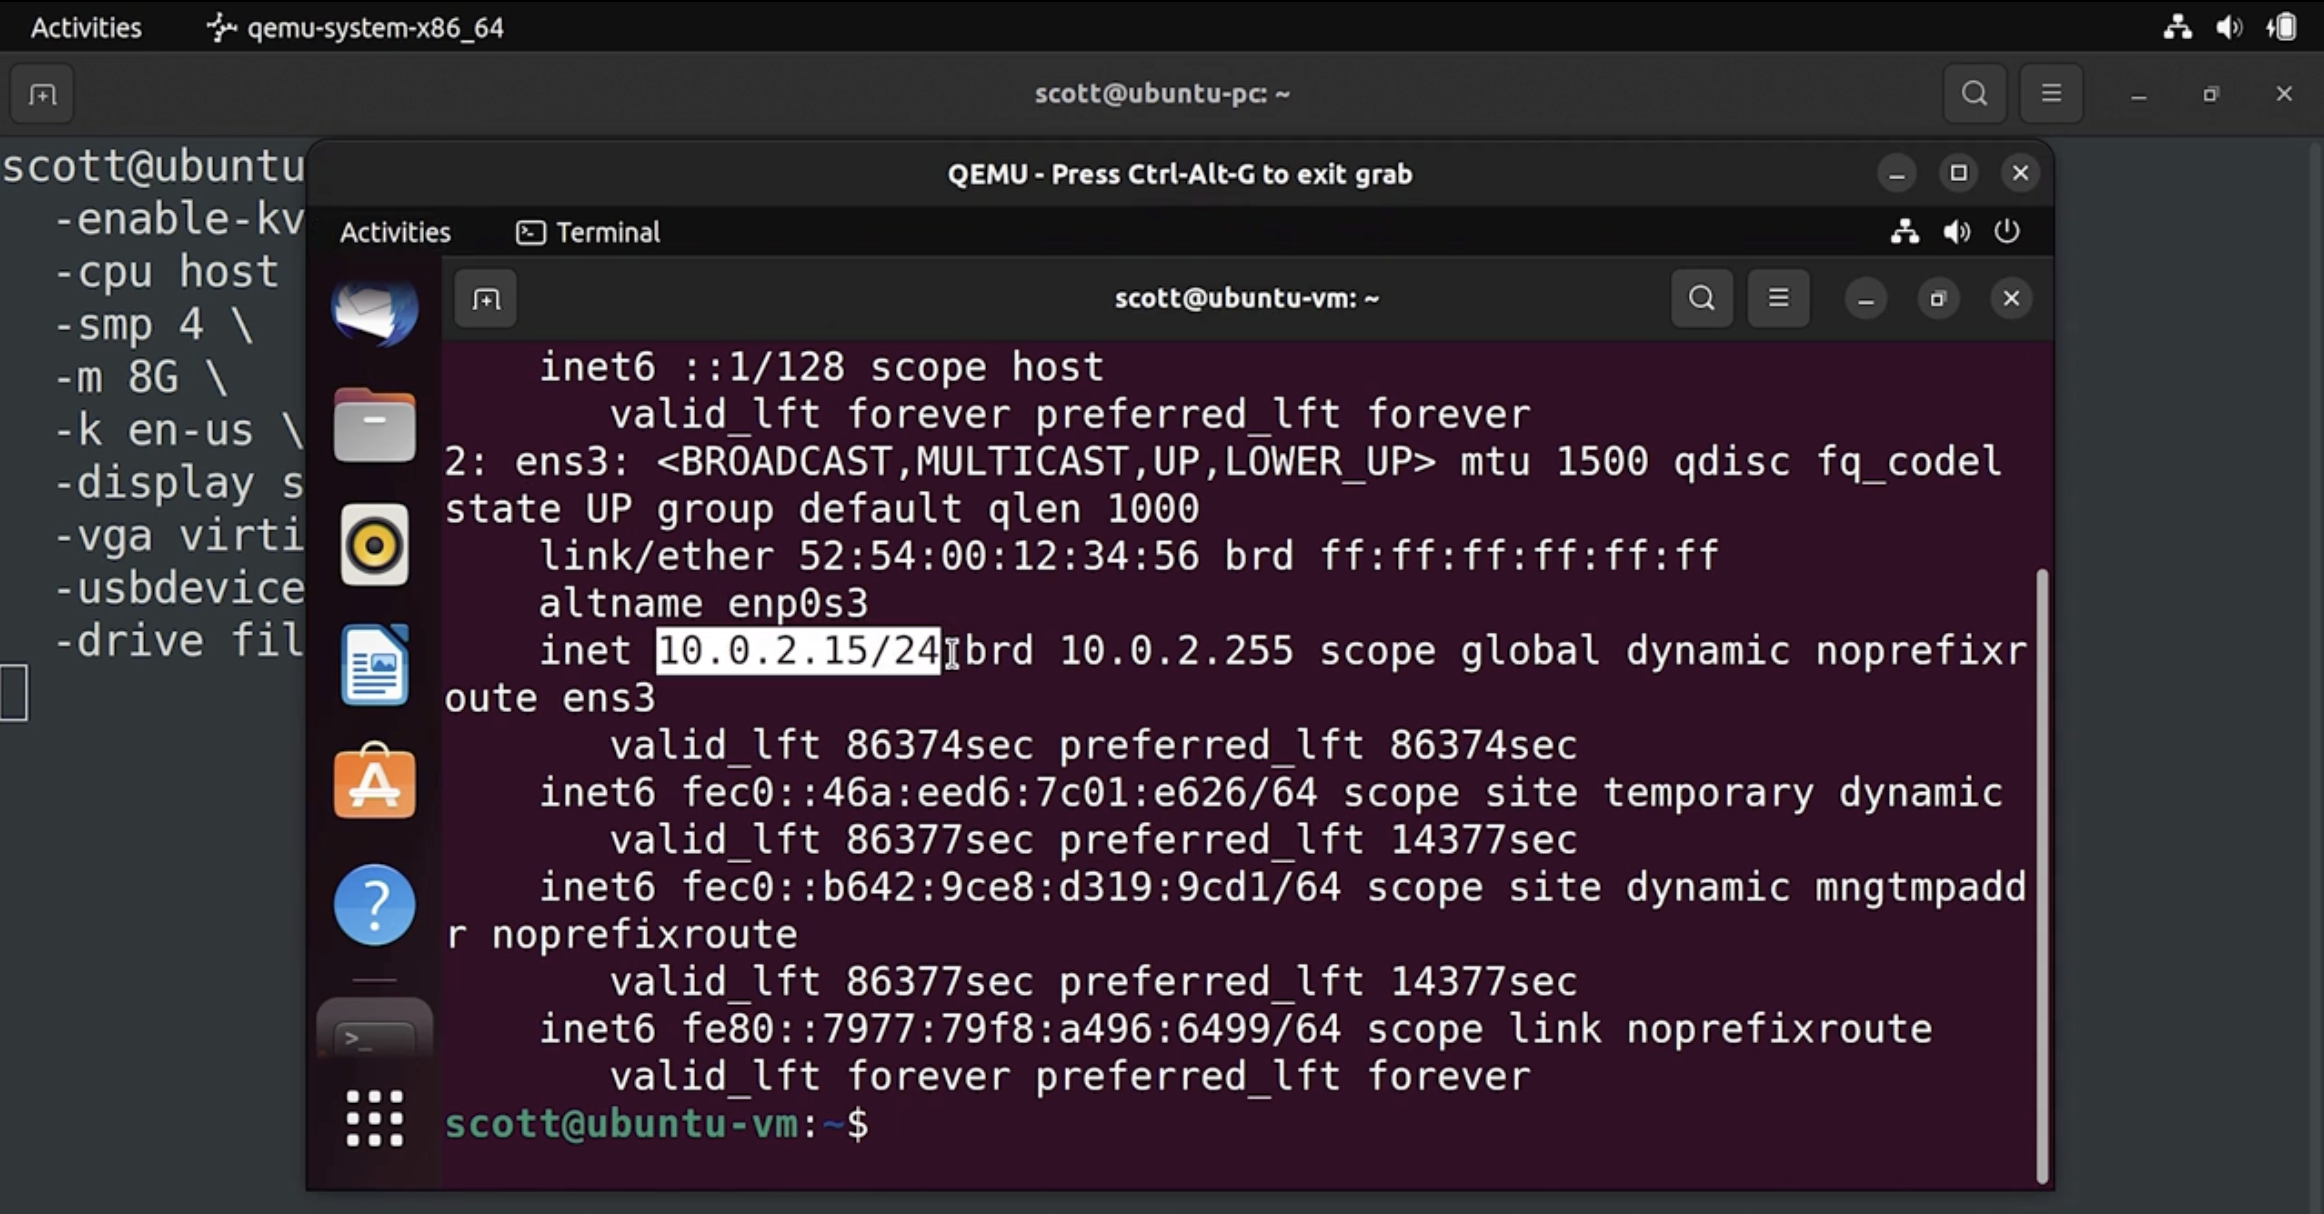 Activities qemu-system-x86_64
scott@ubuntu-pc: ~
scott@ubuntu
-enable-kv
-cpu host
-smp 4 \
-m 8G \
-k en-us \
-display s
-vga virti
-usbdevice
-drive fil
QEMU - Press Ctrl-Alt-G to exit grab
Activities Terminal
scott@ubuntu-vm: ~
inet6 ::1/128 scope host
valid_lft forever preferred_lft forever
2: ens3: <BROADCAST,MULTICAST,UP,LOWER_UP> mtu 1500 qdisc fq_codel
state UP group default qlen 1000
link/ether 52:54:00:12:34:56 brd ff:ff:ff:ff:ff:ff
altname enp0s3
inet 10.0.2.15/24 brd 10.0.2.255 scope global dynamic noprefixr
oute ens3
valid_lft 86374sec preferred_lft 86374sec
inet6 fec0::46a:eed6:7c01:e626/64 scope site temporary dynamic
valid_lft 86377sec preferred_lft 14377sec
inet6 fec0::b642:9ce8:d319:9cd1/64 scope site dynamic mngtmpadd
r noprefixroute
valid_lft 86377sec preferred_lft 14377sec
inet6 fe80::7977:79f8:a496:6499/64 scope link noprefixroute
valid_lft forever preferred_lft forever
scott@ubuntu-vm:~$